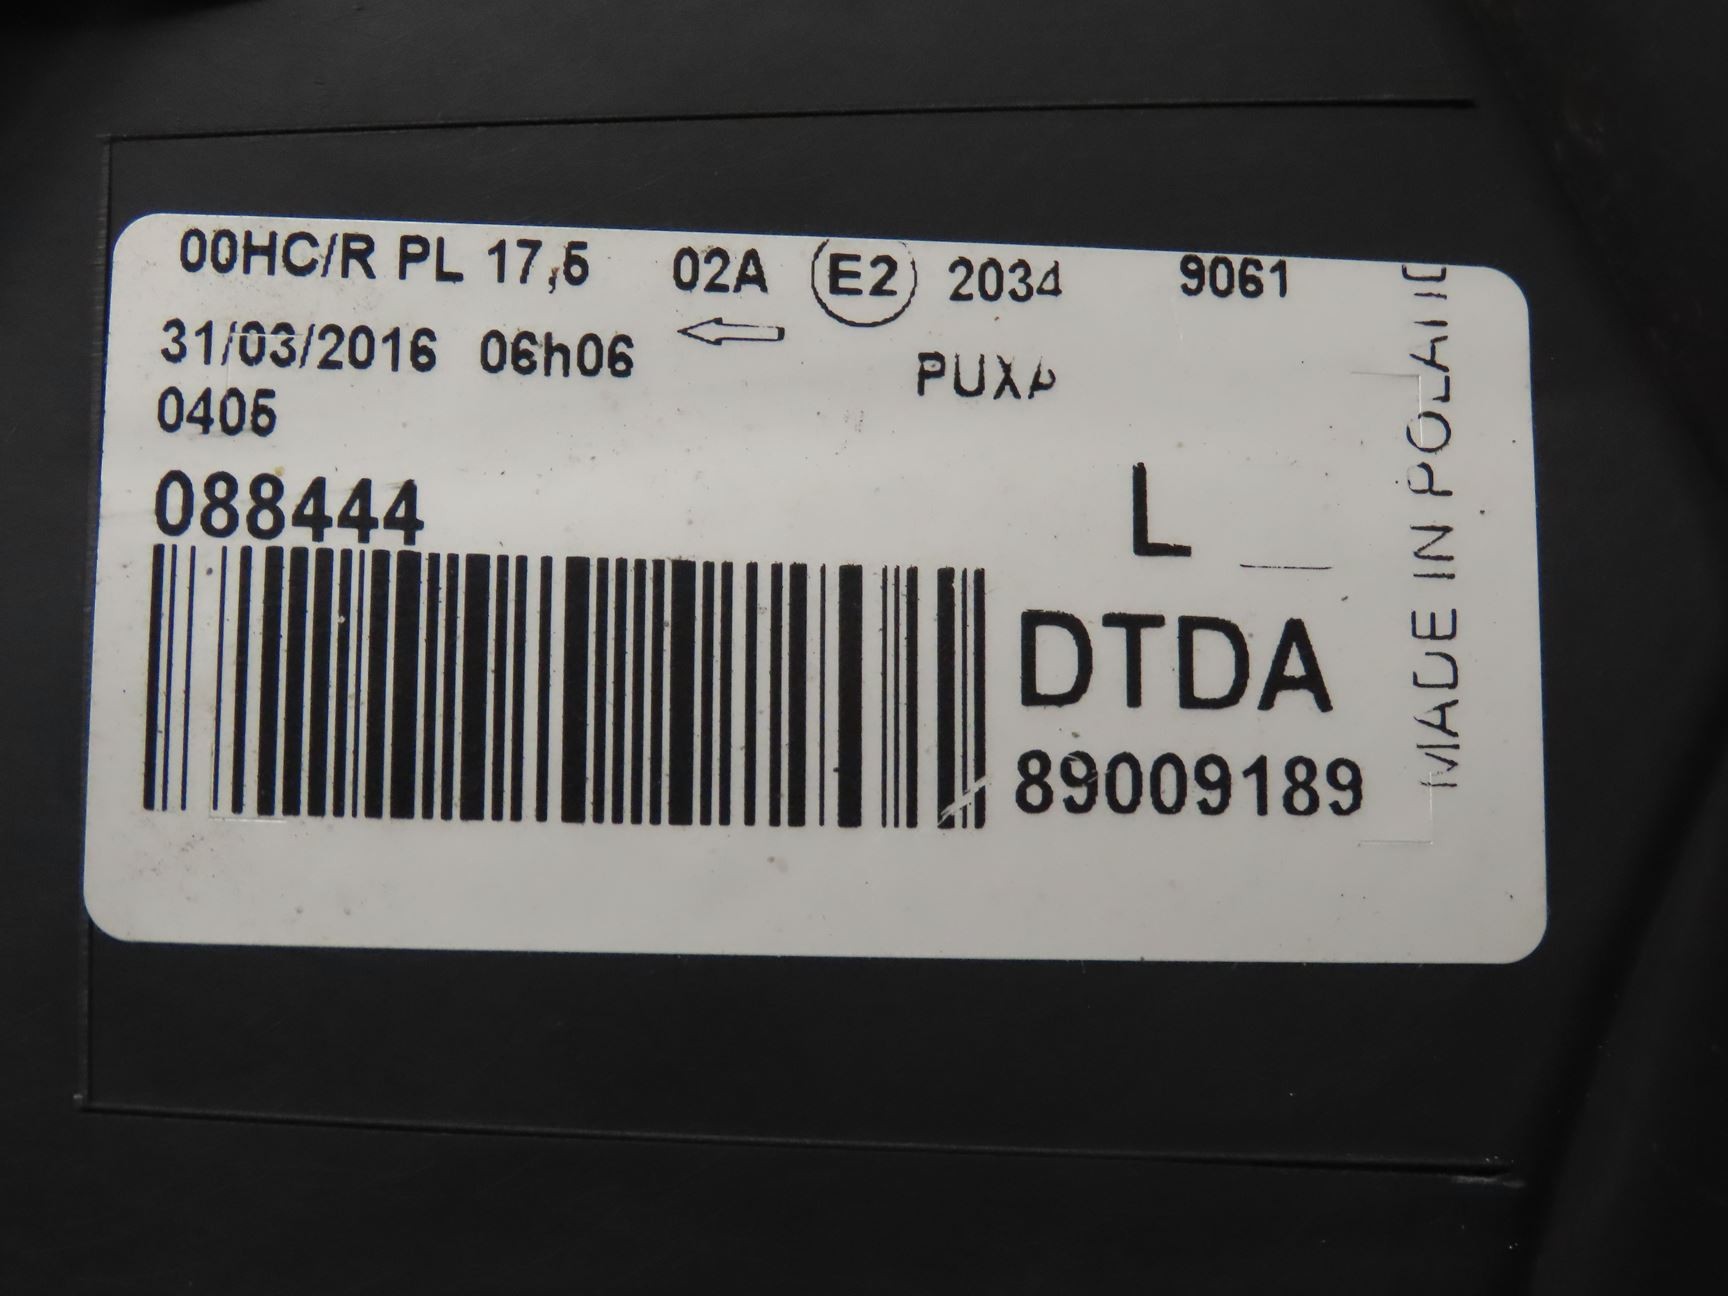 00HC/R PL 17,5 02A E2 2034 9061
31/03/2016 06h06
PUXA
0405
088444
L
DTDA
89009189
MADE IN POLAND